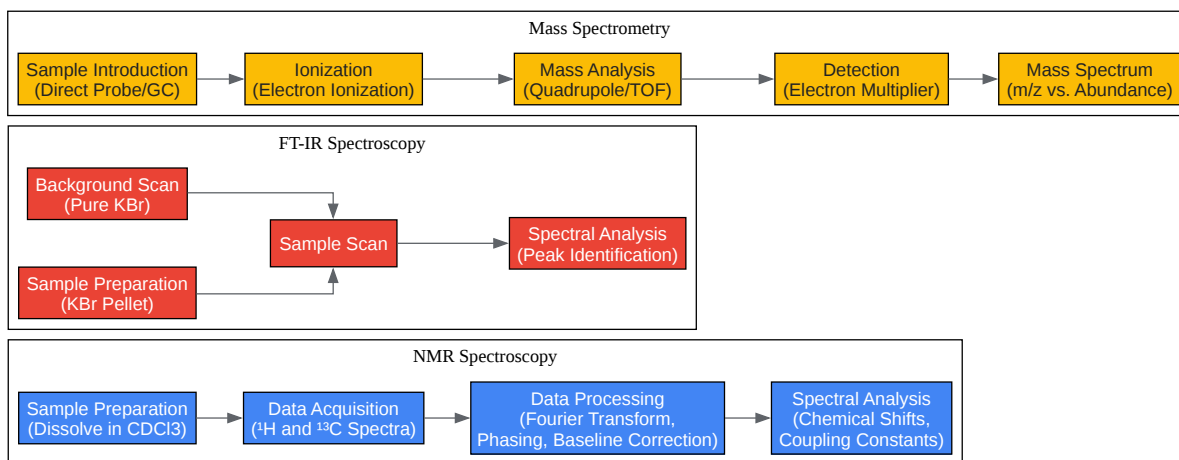 Mass Spectrometry
Sample Introduction
(Direct Probe/GC)
Ionization
(Electron Ionization)
Mass Analysis
(Quadrupole/TOF)
Detection
(Electron Multiplier)
Mass Spectrum
(m/z vs. Abundance)
FT-IR Spectroscopy
Background Scan
(Pure KBr)
Sample Preparation
(KBr Pellet)
Sample Scan
Spectral Analysis
(Peak Identification)
NMR Spectroscopy
Sample Preparation
(Dissolve in CDCl3)
Data Acquisition
(¹H and ¹³C Spectra)
Data Processing
(Fourier Transform,
Phasing, Baseline Correction)
Spectral Analysis
(Chemical Shifts,
Coupling Constants)